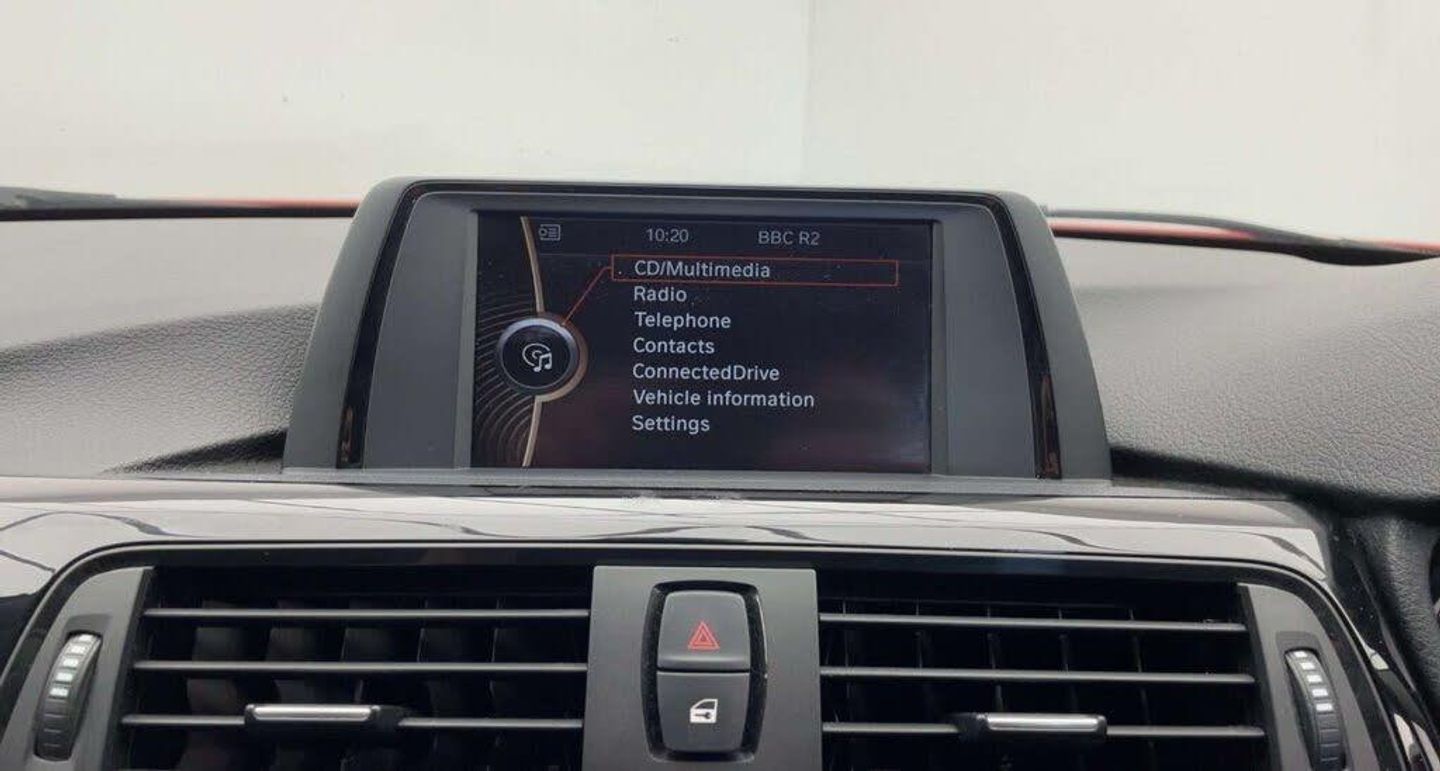 10:20 BBC R2
CD/Multimedia
Radio
Telephone
Contacts
ConnectedDrive
Vehicle information
Settings